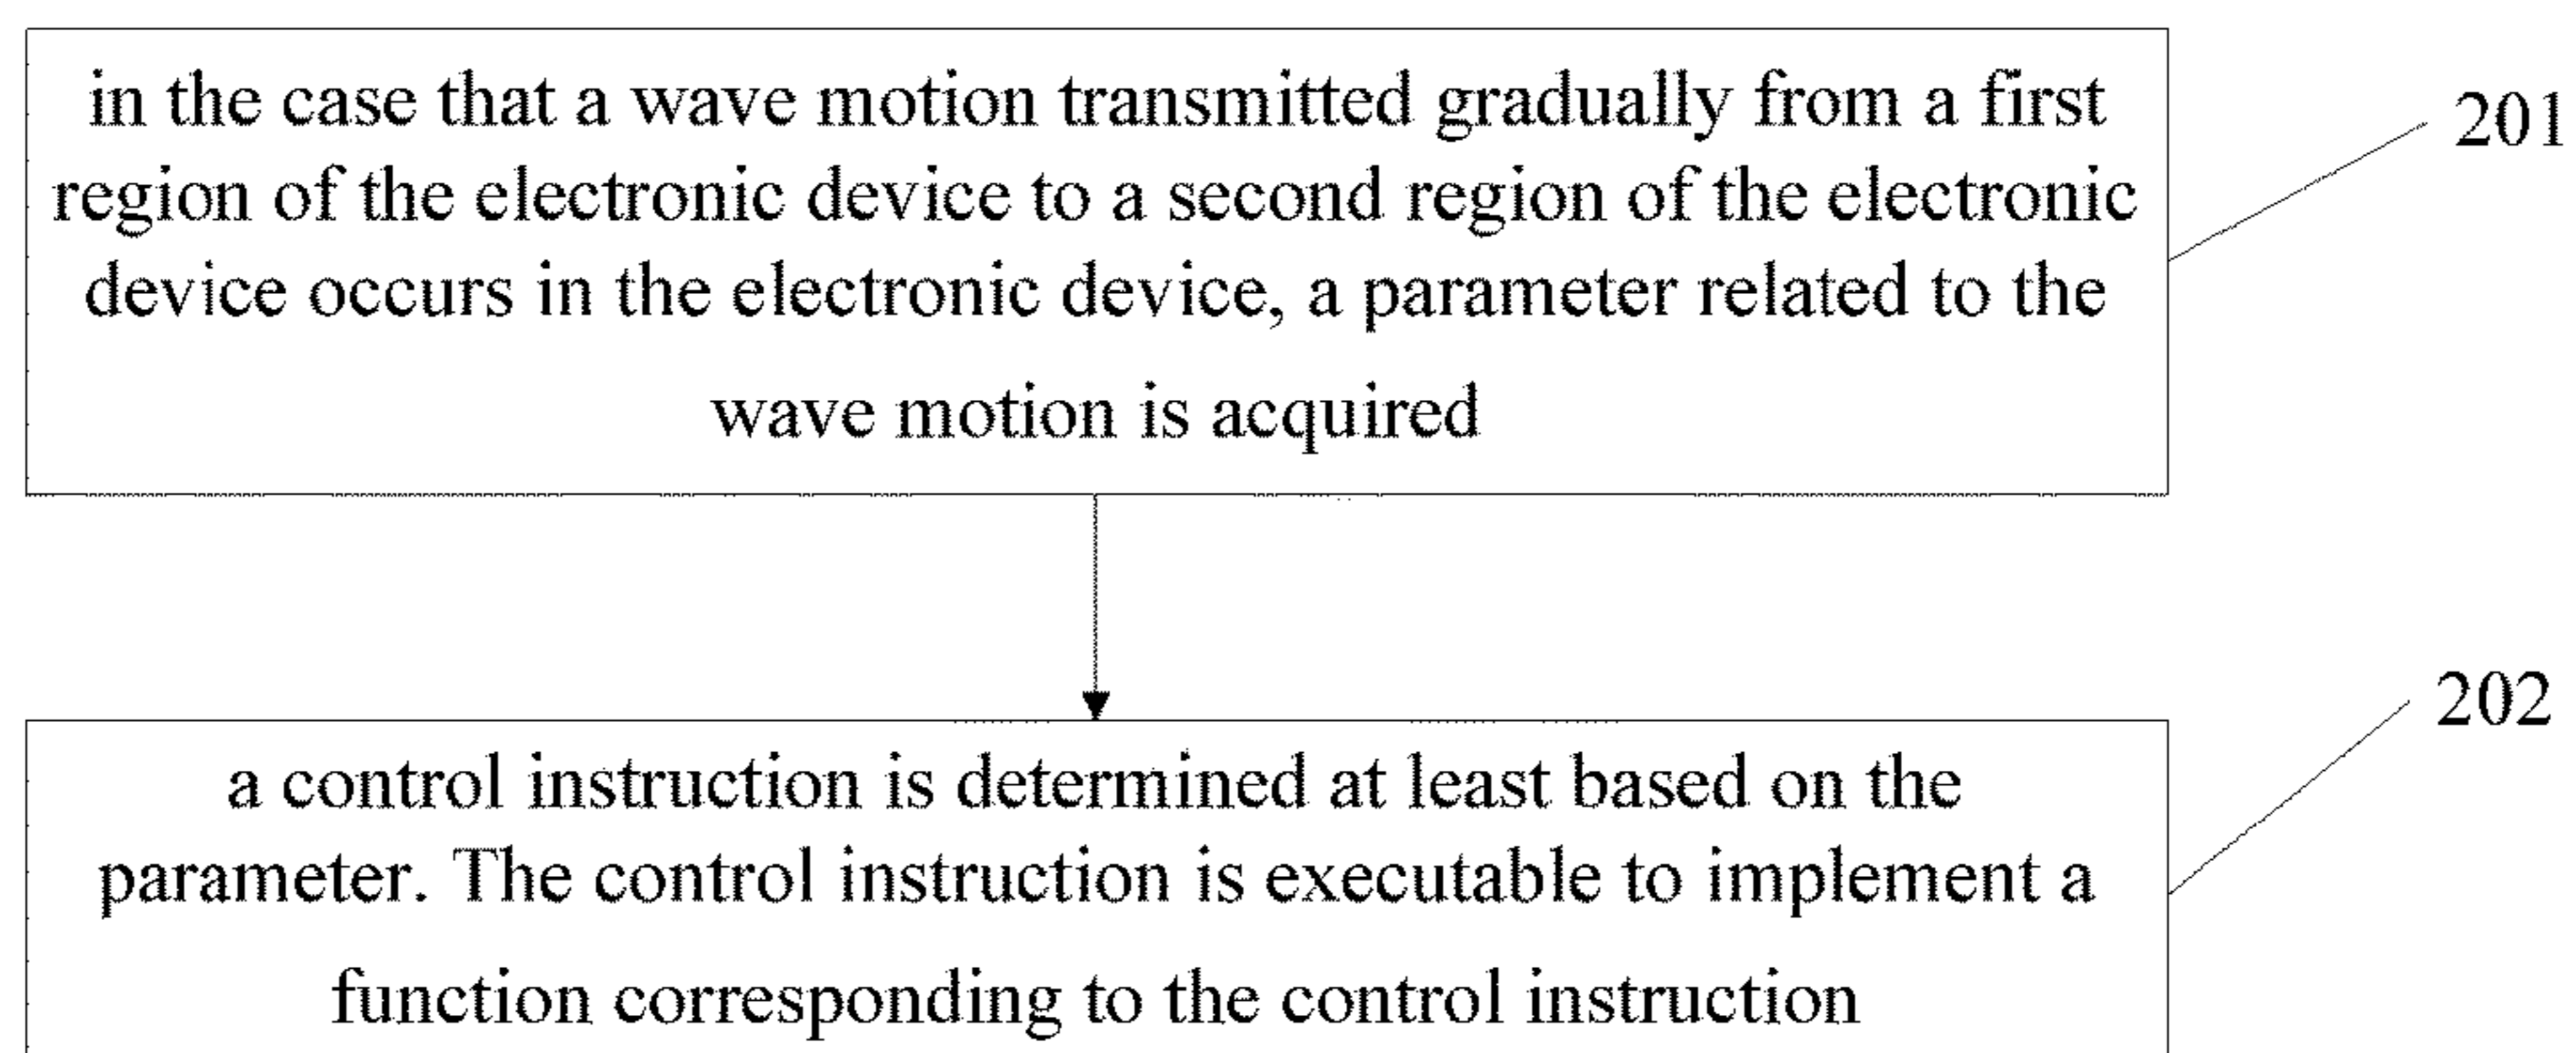 in the case that a wave motion transmitted gradually from a first
region of the electronic device to a second region of the electronic
device occurs in the electronic device, a parameter related to the
wave motion is acquired
201
a control instruction is determined at least based on the
parameter. The control instruction is executable to implement a
function corresponding to the control instruction
202